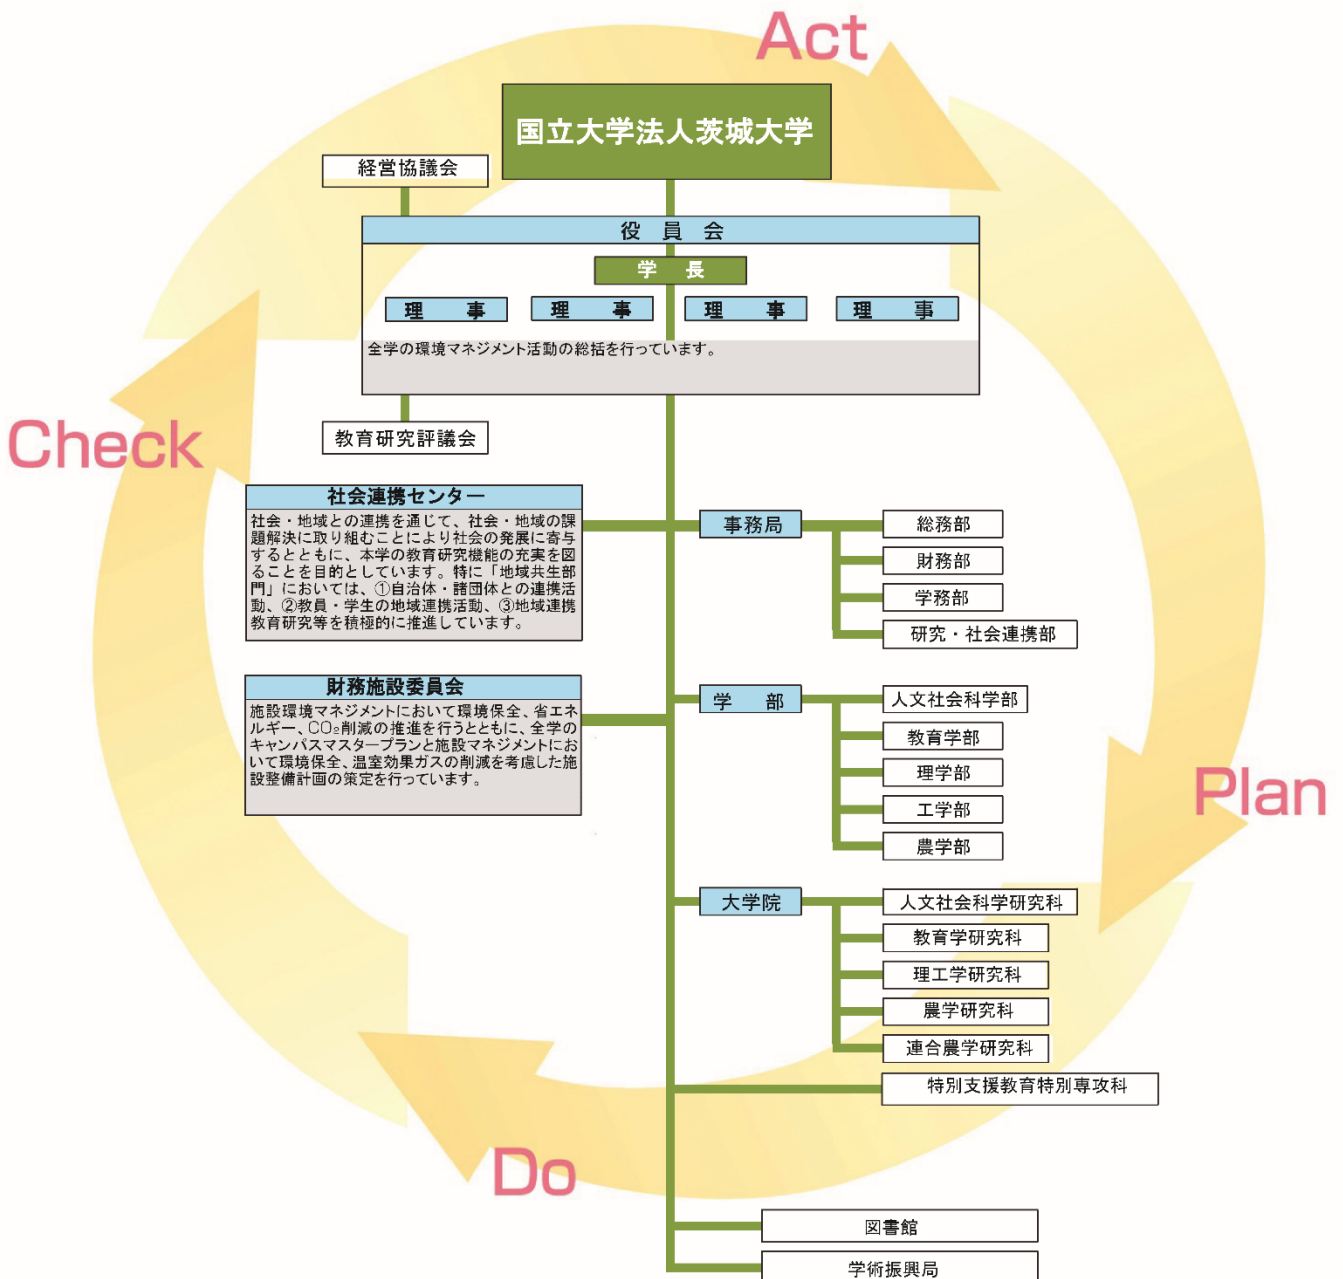 Act
国立大学法人茨城大学
経営協議会
役 員 会
学 長
理 事
理 事
理 事
理 事
全学の環境マネジメント活動の総括を行っています。
Check
教育研究評議会
社会連携センター
社会・地域との連携を通じて、社会・地域の課
題解決に取り組むことにより社会の発展に寄与
するとともに、本学の教育研究機能の充実を図
ることを目的としています。特に「地域共生部
門」においては、①自治体・諸団体との連携活
動、②教員・学生の地域連携活動、③地域連携
教育研究等を積極的に推進しています。
事務局
総務部
財務部
学務部
研究・社会連携部
財務施設委員会
施設環境マネジメントにおいて環境保全、省エネ
ルギー、CO₂削減の推進を行うとともに、全学の
キャンパスマスタープランと施設マネジメントにお
いて環境保全、温室効果ガスの削減を考慮した施
設整備計画の策定を行っています。
学 部
人文社会科学部
教育学部
理学部
工学部
農学部
Plan
大学院
人文社会科学研究科
教育学研究科
理工学研究科
農学研究科
連合農学研究科
特別支援教育特別専攻科
Do
図書館
学術振興局